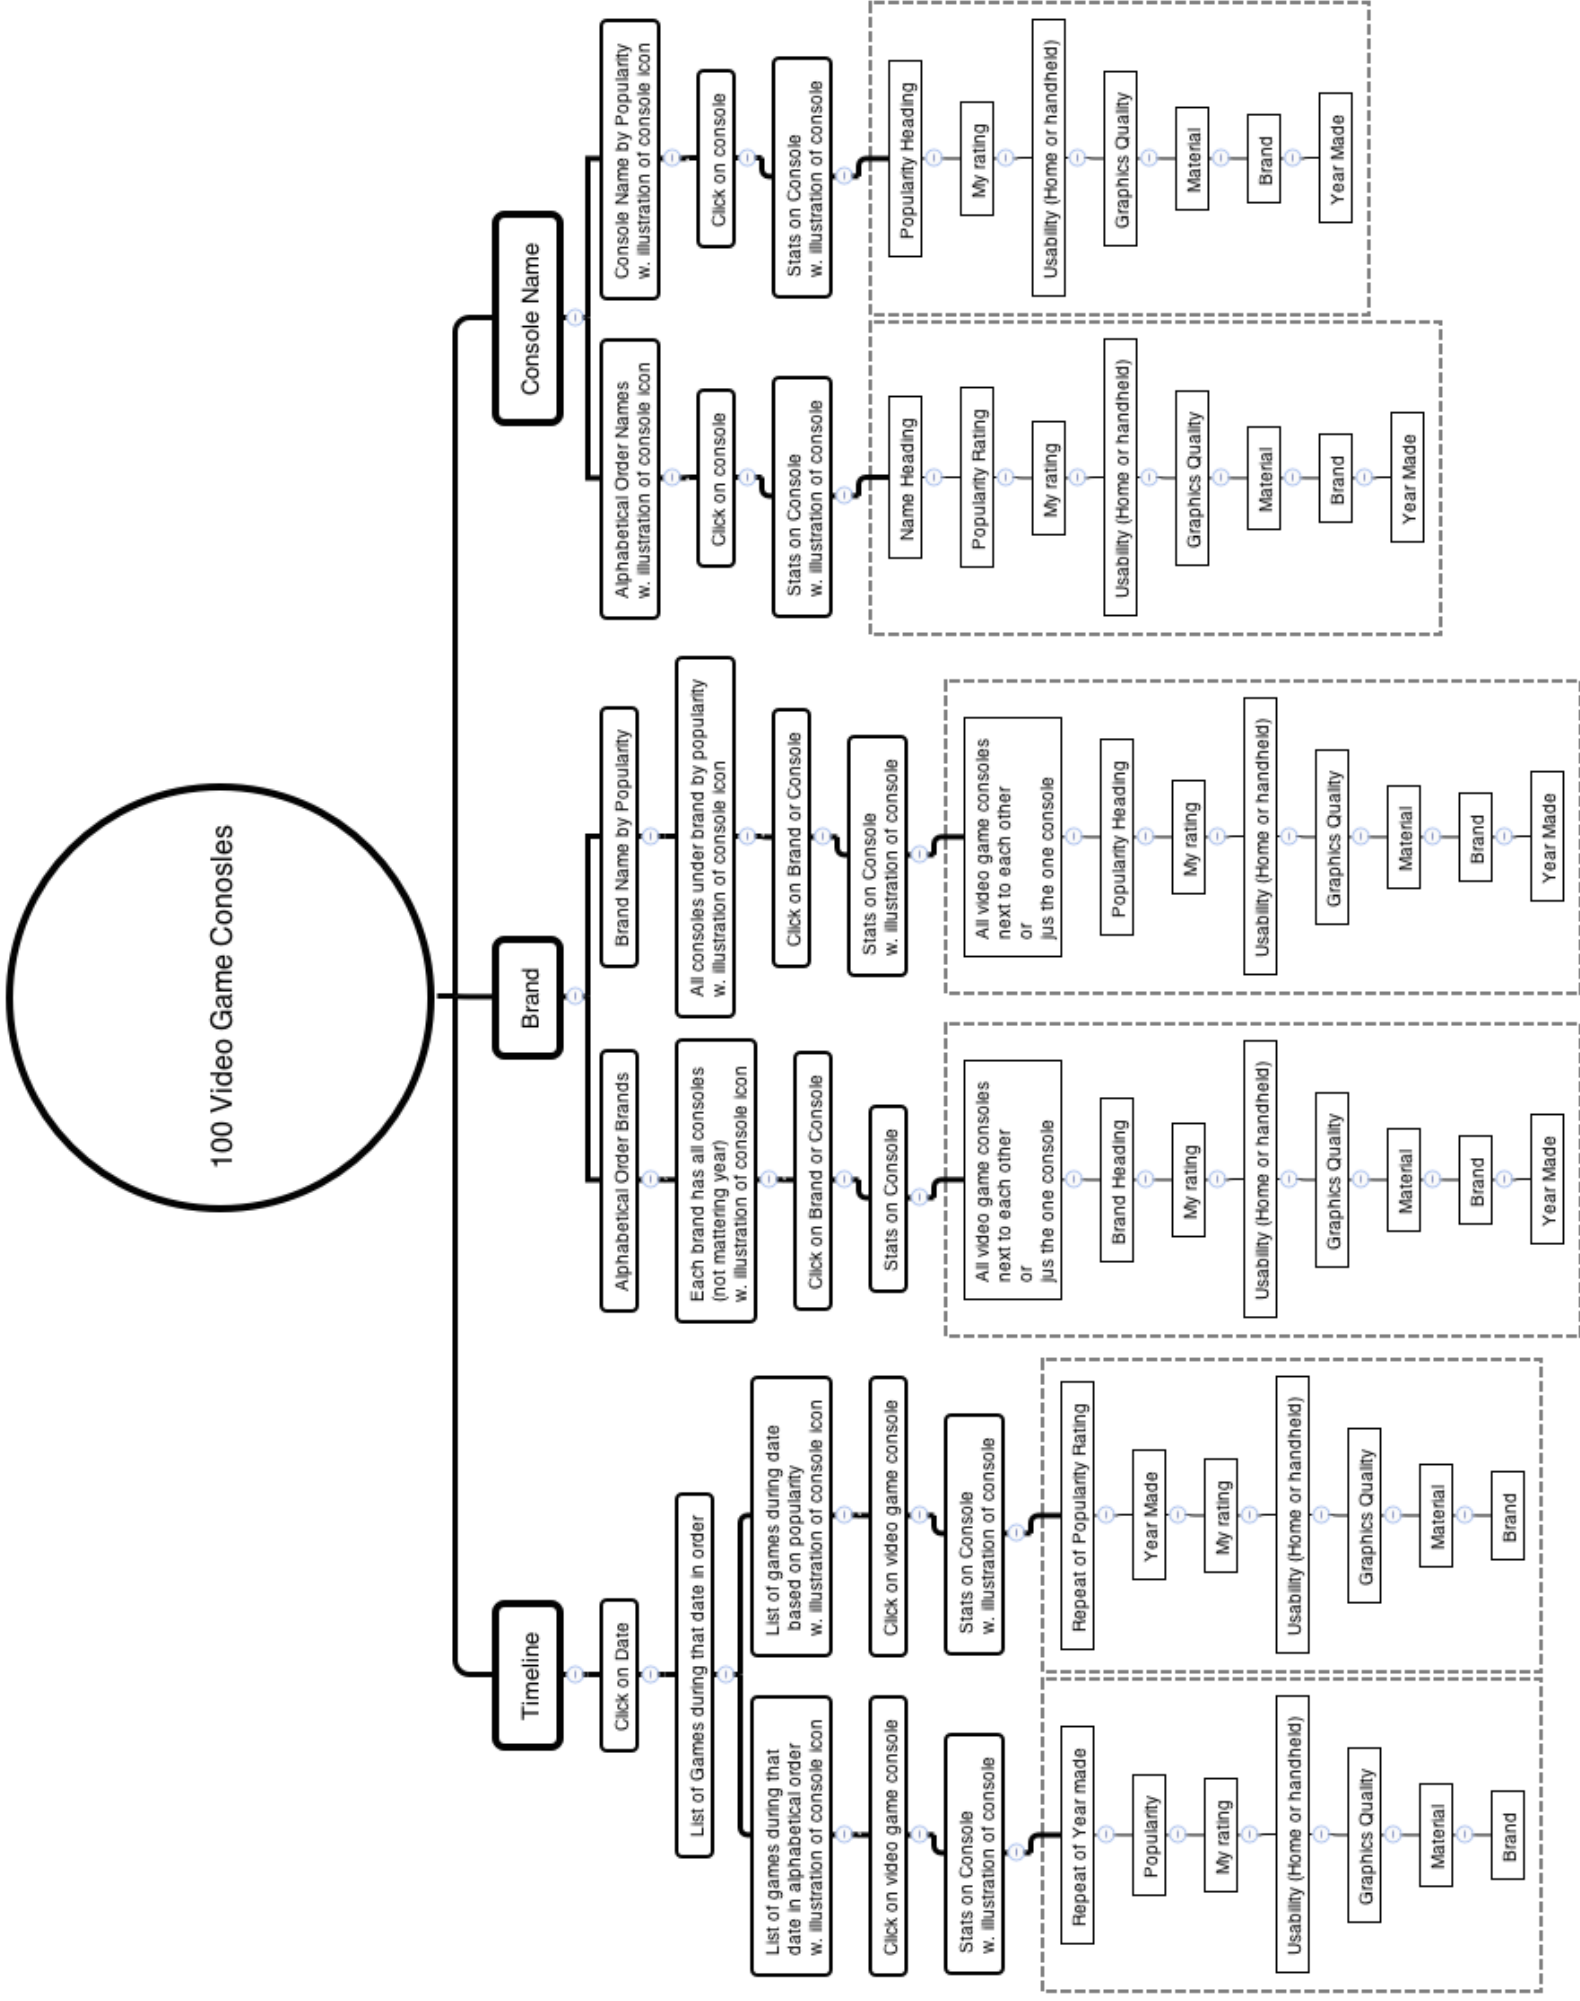 100 Video Game Conosles
Timeline
Click on Date
List of Games during that date in order
List of games during that
date in alphabetical order
w. illustration of console icon
Click on video game console
Stats on Console
w. illustration of console
Repeat of Year made
Popularity
My rating
Usability (Home or handheld)
Graphics Quality
Material
Brand
List of games during date
based on popularity
w. illustration of console icon
Click on video game console
Stats on Console
w. illustration of console
Repeat of Popularity Rating
Year Made
My rating
Usability (Home or handheld)
Graphics Quality
Material
Brand
Brand
Alphabetical Order Brands
Each brand has all consoles
(not mattering year)
w. illustration of console icon
Click on Brand or Console
Stats on Console
All video game consoles
next to each other
or
jus the one console
Brand Heading
My rating
Usability (Home or handheld)
Graphics Quality
Material
Brand
Year Made
Brand Name by Popularity
All consoles under brand by popularity
w. illustration of console icon
Click on Brand or Console
Stats on Console
w. illustration of console
All video game consoles
next to each other
or
jus the one console
Popularity Heading
My rating
Usability (Home or handheld)
Graphics Quality
Material
Brand
Year Made
Console Name
Alphabetical Order Names
w. illustration of console icon
Click on console
Stats on Console
w. illustration of console
Name Heading
Popularity Rating
My rating
Usability (Home or handheld)
Graphics Quality
Material
Brand
Year Made
Console Name by Popularity
w. illustration of console icon
Click on console
Stats on Console
w. illustration of console
Popularity Heading
My rating
Usability (Home or handheld)
Graphics Quality
Material
Brand
Year Made